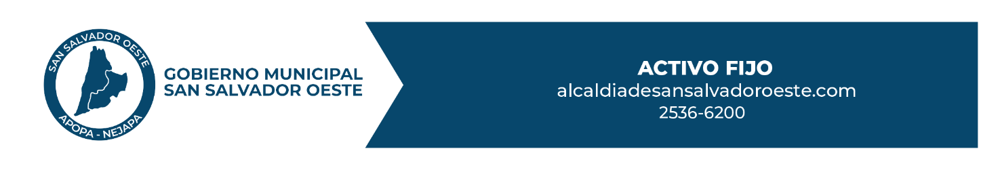 SAN SALVADOR OESTE
APOPA - NEJAPA
GOBIERNO MUNICIPAL
SAN SALVADOR OESTE
ACTIVO FIJO
alcaldiadesansalvadoroeste.com
2536-6200